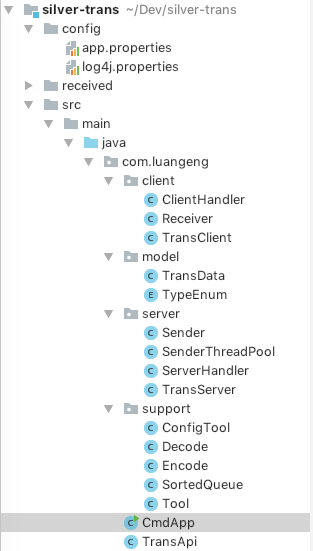 silver-trans ~/Dev/silver-trans
config
app.properties
log4j.properties
received
src
main
java
com.luangeng
client
C ClientHandler
C Receiver
C TransClient
model
C TransData
E TypeEnum
server
C Sender
C SenderThreadPool
C ServerHandler
C TransServer
support
C ConfigTool
C Decode
C Encode
C SortedQueue
C Tool
C CmdApp
C TransApi